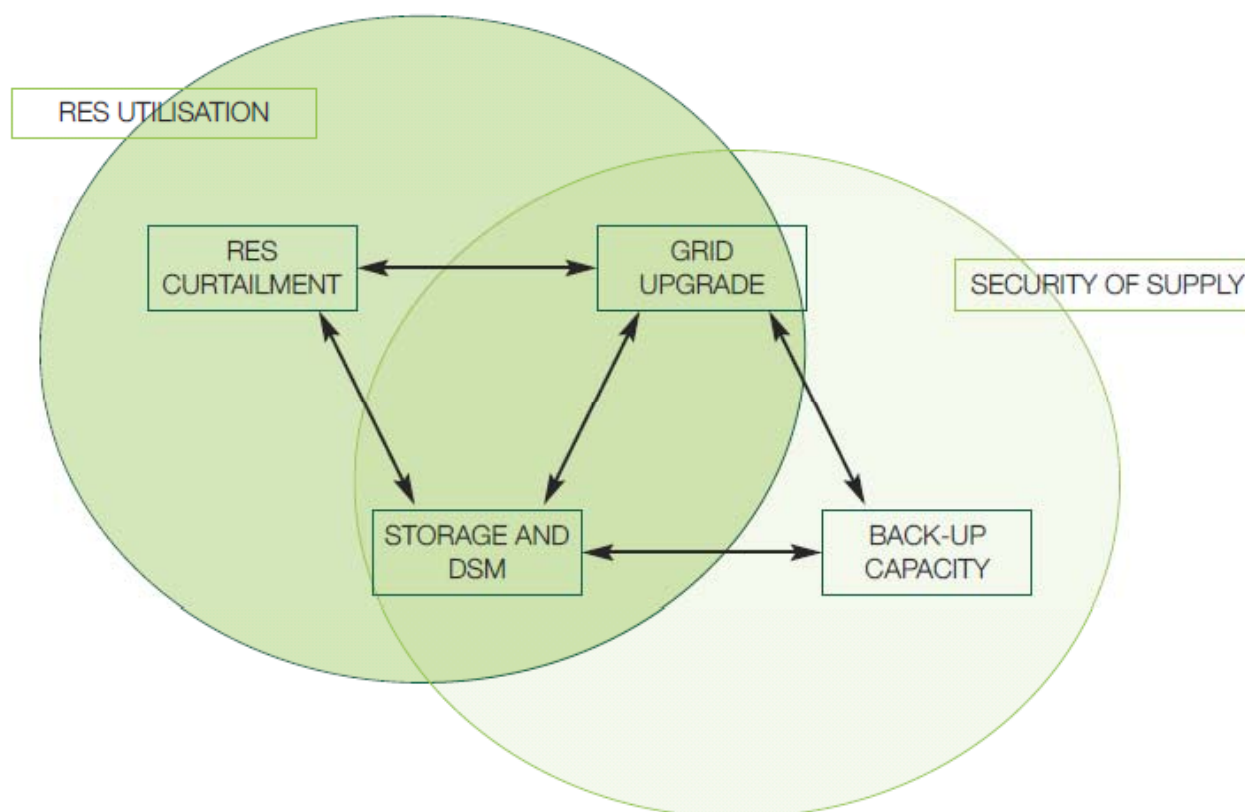 RES UTILISATION
RES
CURTAILMENT
GRID
UPGRADE
SECURITY OF SUPPLY
STORAGE AND
DSM
BACK-UP
CAPACITY